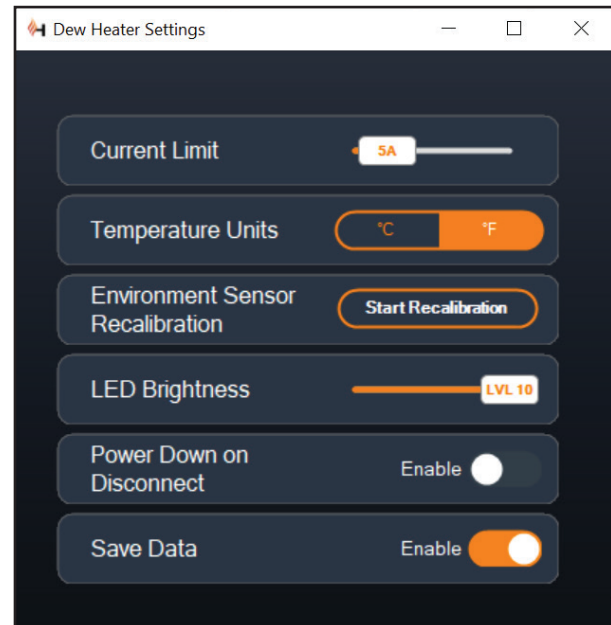 Dew Heater Settings
Current Limit
5A
Temperature Units
°C
°F
Environment Sensor
Recalibration
Start Recalibration
LED Brightness
LVL 10
Power Down on
Disconnect
Enable
Save Data
Enable